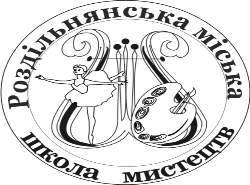 Роздільнянська міська
школа мистецтв